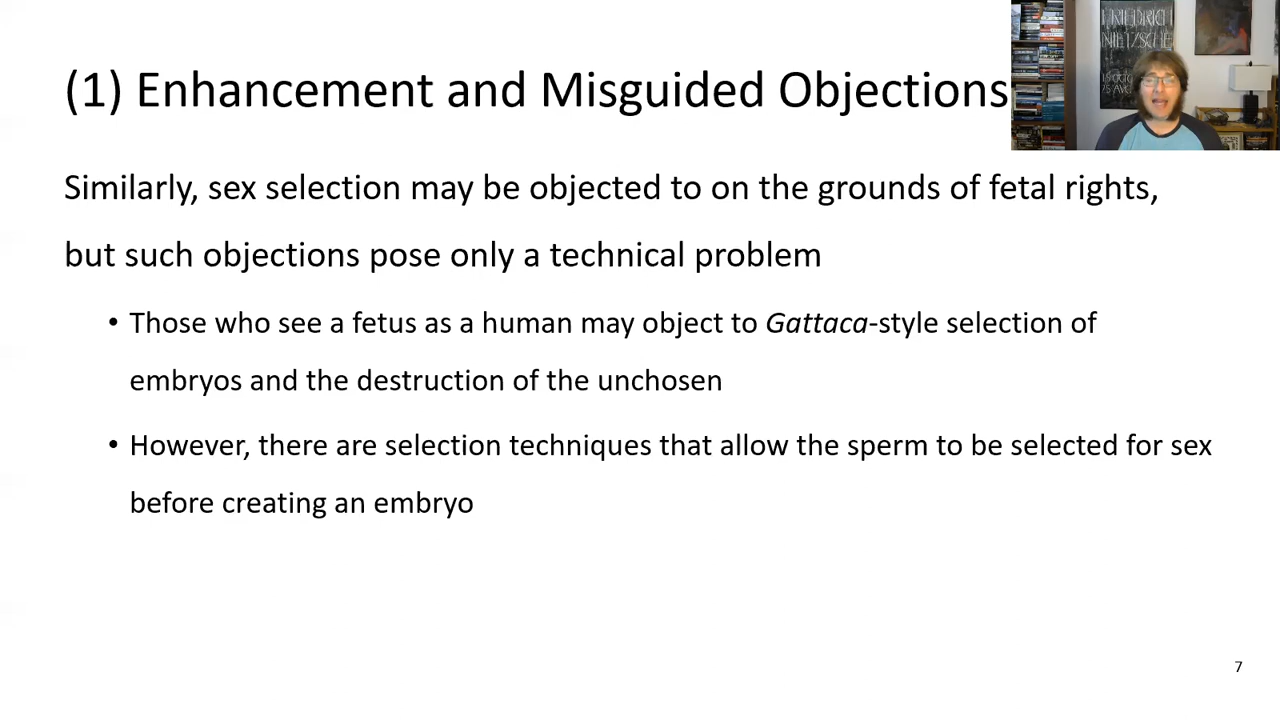 (1) Enhancement and Misguided Objections
FRIEDRICH
NIETZSCHE
Similarly, sex selection may be objected to on the grounds of fetal rights,
but such objections pose only a technical problem
• Those who see a fetus as a human may object to Gattaca-style selection of
embryos and the destruction of the unchosen
• However, there are selection techniques that allow the sperm to be selected for sex
before creating an embryo
7